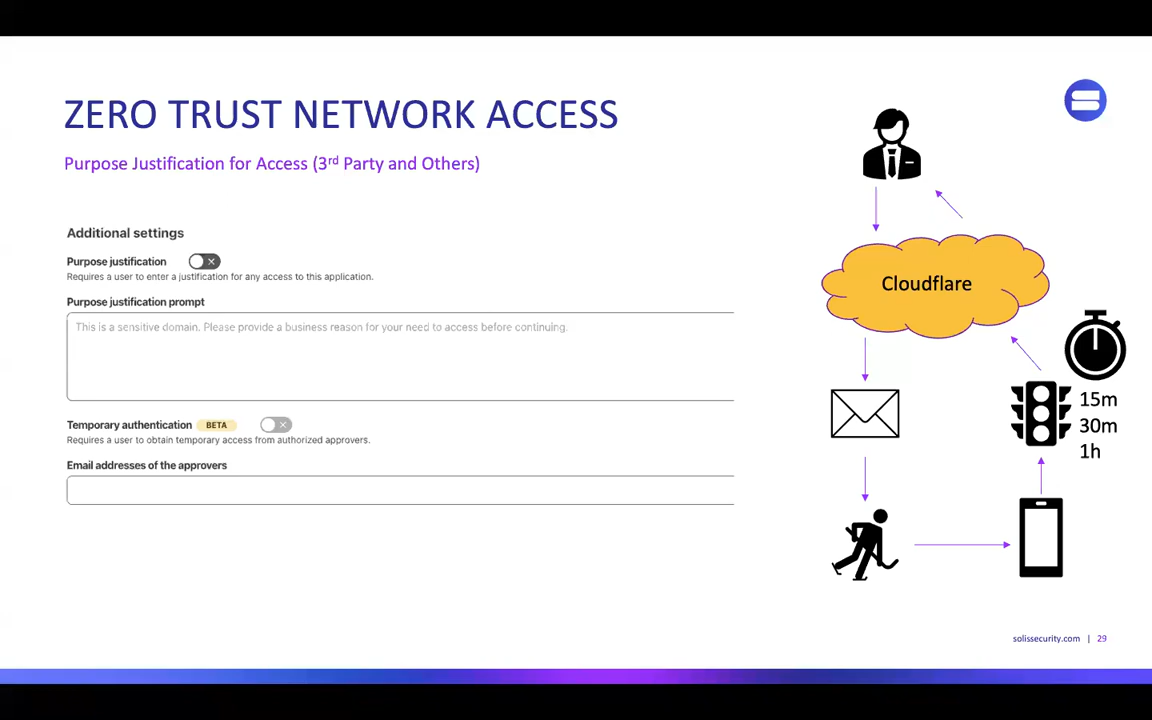 ZERO TRUST NETWORK ACCESS
Purpose Justification for Access (3rd Party and Others)
Additional settings
Purpose justification
Requires a user to enter a justification for any access to this application.
Purpose justification prompt
This is a sensitive domain. Please provide a business reason for your need to access before continuing.
Temporary authentication BETA
Requires a user to obtain temporary access from authorized approvers.
Email addresses of the approvers
Cloudflare
15m
30m
1h
solissecurity.com | 29